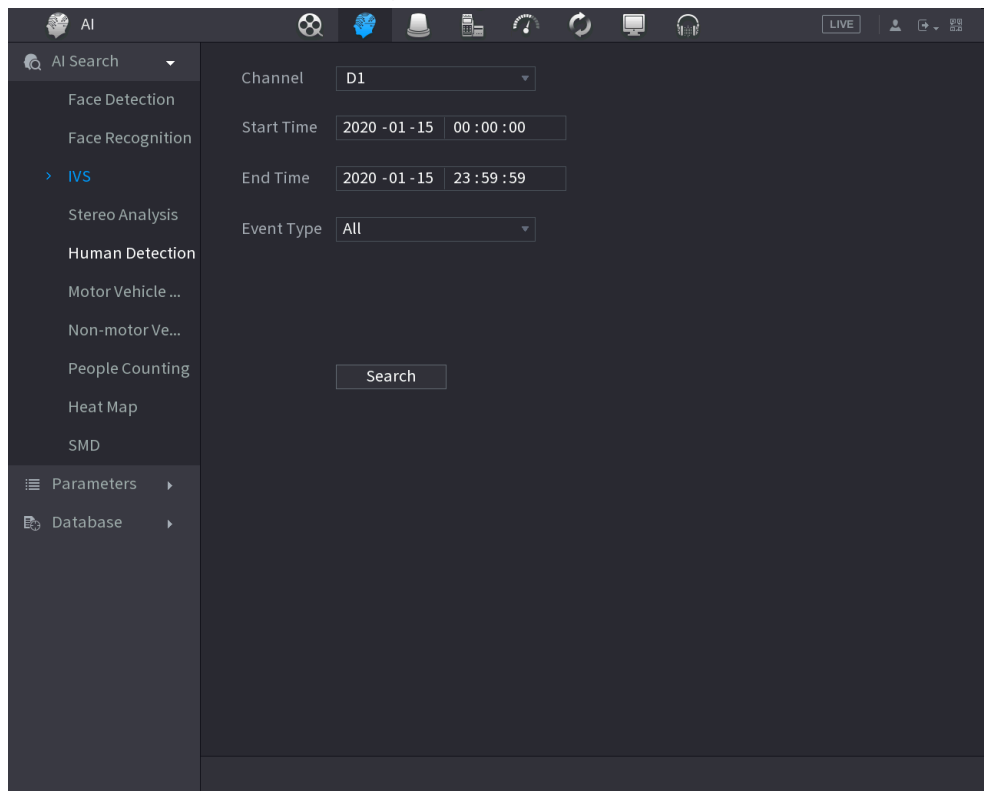 AI
LIVE
AI Search
Face Detection
Face Recognition
IVS
Stereo Analysis
Human Detection
Motor Vehicle ...
Non-motor Ve...
People Counting
Heat Map
SMD
Parameters
Database
Channel D1
Start Time 2020 -01 -15 00 : 00 : 00
End Time 2020 -01 -15 23 : 59 : 59
Event Type All
Search